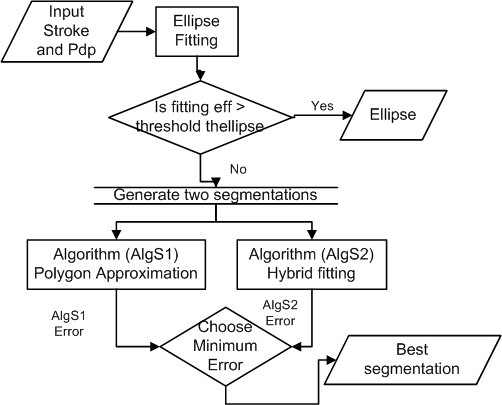 Input
Stroke
and Pdp
Ellipse
Fitting
Is fitting eff >
threshold thellipse
Yes
Ellipse
No
Generate two segmentations
Algorithm (AlgS1)
Polygon Approximation
Algorithm (AlgS2)
Hybrid fitting
AlgS1
Error
AlgS2
Error
Choose
Minimum
Error
Best
segmentation